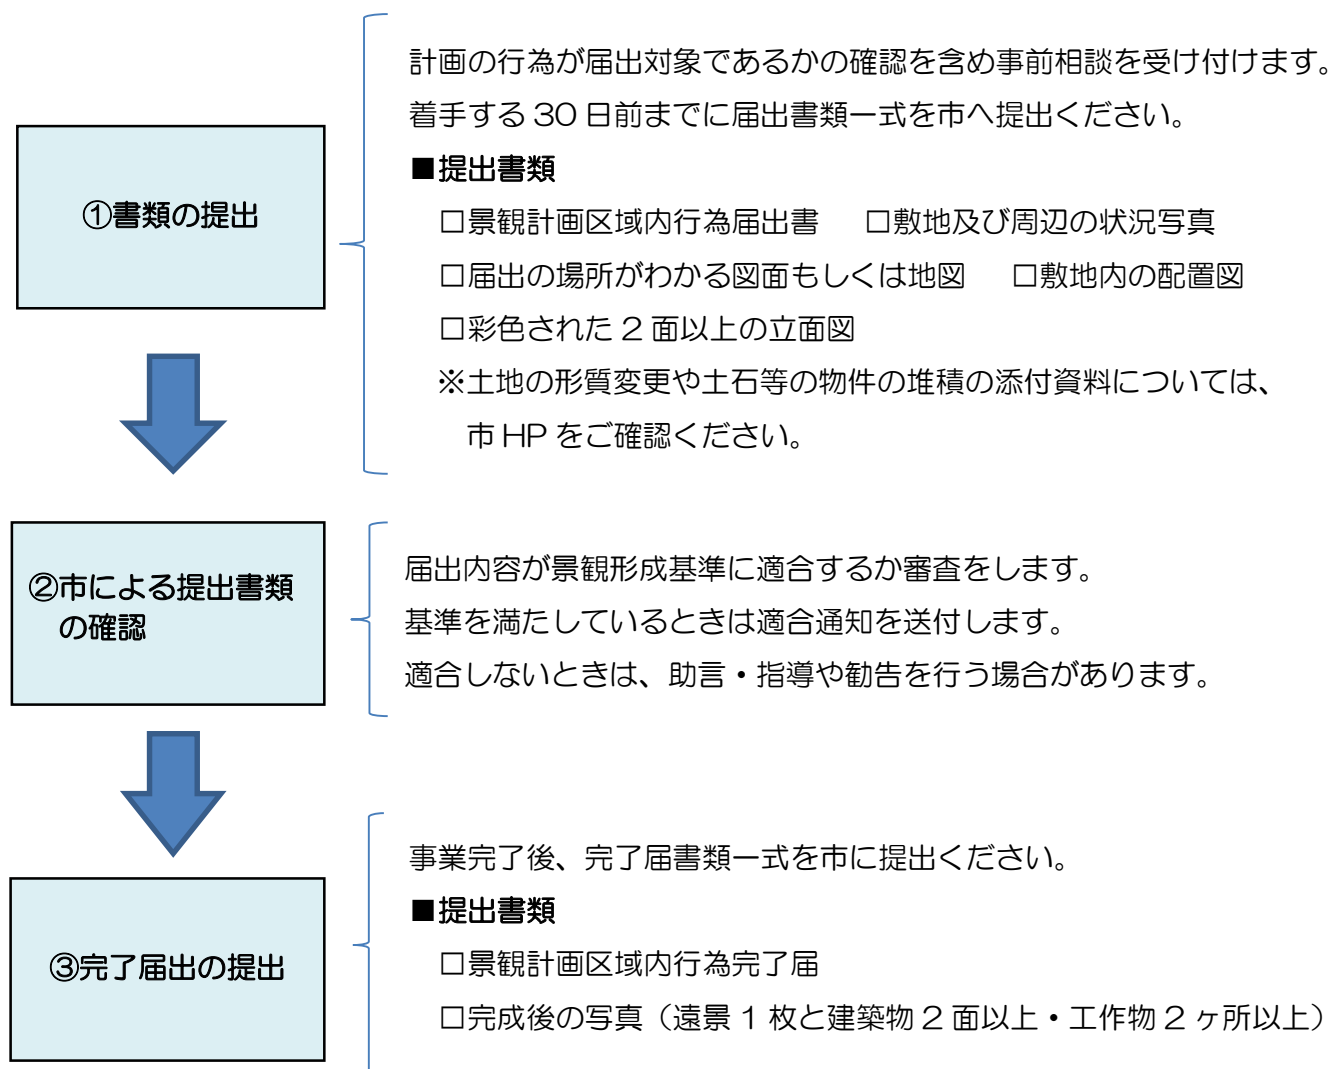 計画の行為が届出対象であるかの確認を含め事前相談を受け付けます。
着手する30日前までに届出書類一式を市へ提出ください。
①書類の提出
■提出書類
□景観計画区域内行為届出書 □敷地及び周辺の状況写真
□届出の場所がわかる図面もしくは地図 □敷地内の配置図
□彩色された2面以上の立面図
※土地の形質変更や土石等の物件の堆積の添付資料については、
市HPをご確認ください。
②市による提出書類
の確認
届出内容が景観形成基準に適合するか審査をします。
基準を満たしているときは適合通知を送付します。
適合しないときは、助言・指導や勧告を行う場合があります。
③完了届出の提出
事業完了後、完了届書類一式を市に提出ください。
■提出書類
□景観計画区域内行為完了届
□完成後の写真（遠景1枚と建築物2面以上・工作物2ヶ所以上）